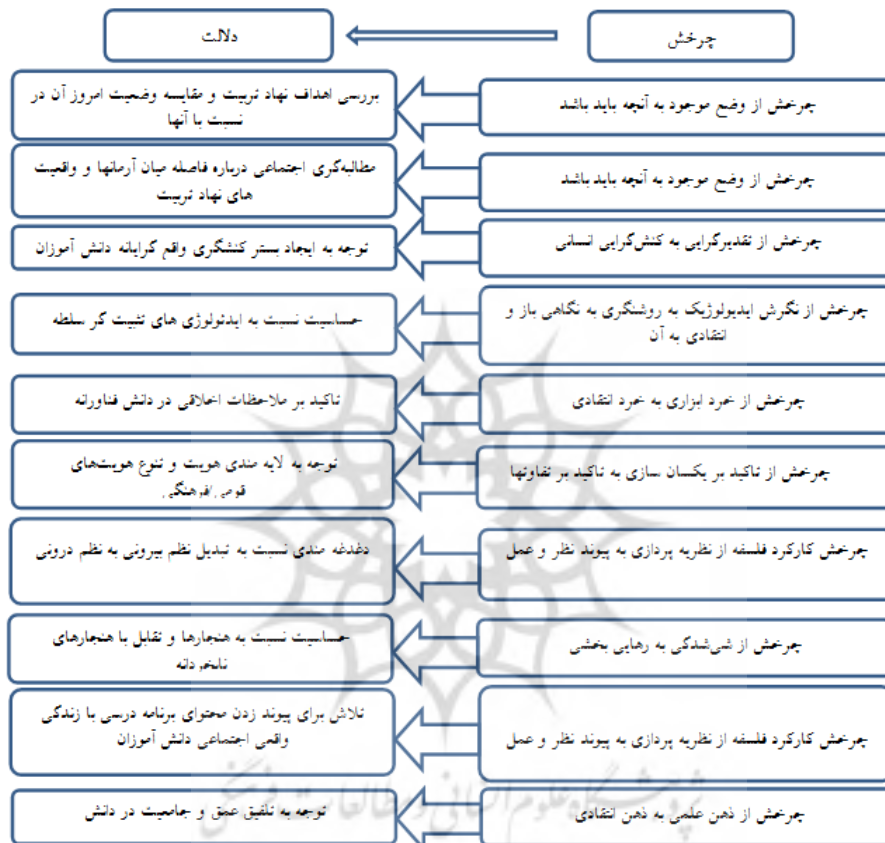 چرخش
دلالت
چرخش از وضع موجود به آنچه باید باشد
بررسی اهداف نهاد تربیت و مقایسه وضعیت امروز آن در
نسبت با آنها
چرخش از وضع موجود به آنچه باید باشد
مطالبه‌گری اجتماعی درباره فاصله میان آرمانها و واقعیت
های نهاد تربیت
چرخش از تقدیرگرایی به کنش‌گرایی انسانی
توجه به ایجاد بستر کنشگری واقع گرایانه دانش آموزان
چرخش از نگرش ایدیولوژیک به روشنگری به نگاهی باز و
انتقادی به آن
حساسیت نسبت به ایدئولوژی های تثبیت گر سلطه
چرخش از خرد ابزاری به خرد انتقادی
تاکید بر ملاحظات اخلاقی در دانش فناورانه
چرخش از تاکید بر یکسان سازی به تاکید بر تفاوتها
توجه به لایه مندی هویت و تنوع هویت‌های
قومی/فرهنگی
چرخش کارکرد فلسفه از نظریه پردازی به پیوند نظر و عمل
دغدغه مندی نسبت به تبدیل نظم بیرونی به نظم درونی
چرخش از شی‌شدگی به رهایی بخشی
حساسیت نسبت به هنجارها و تقابل با هنجارهای
نابخردانه
چرخش کارکرد فلسفه از نظریه پردازی به پیوند نظر و عمل
تلاش برای پیوند زدن محتوای برنامه درسی با زندگی
واقعی اجتماعی دانش آموزان
چرخش از ذهن علمی به ذهن انتقادی
توجه به تلفیق عمق و جامعیت در دانش
پژوهشگاه علوم انسانی و مطالعات فرهنگی